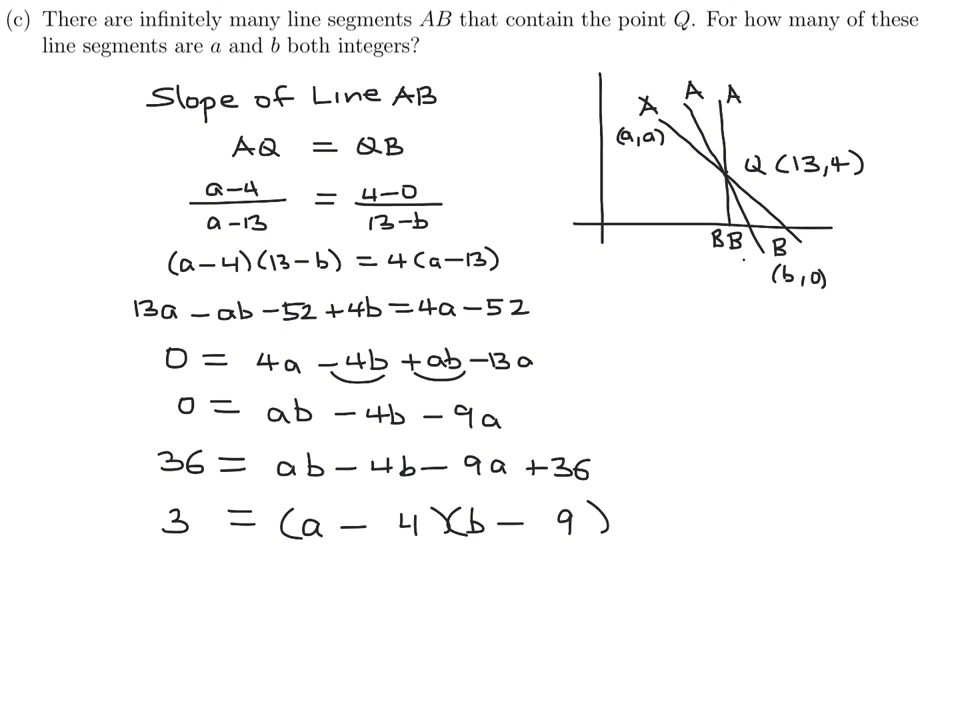 (c) There are infinitely many line segments AB that contain the point Q. For how many of these
line segments are a and b both integers?
Slope of Line AB
AQ = QB
a-4/a-13 = 4-0/13-b
(a-4)(13-b) = 4(a-13)
13a - ab - 52 + 4b = 4a - 52
0 = 4a - 4b + ab - 13a
0 = ab - 4b - 9a
36 = ab - 4b - 9a + 36
3 = (a - 4)(b - 9)
A A A
(a,a)
Q (13,4)
B B B
(b,0)